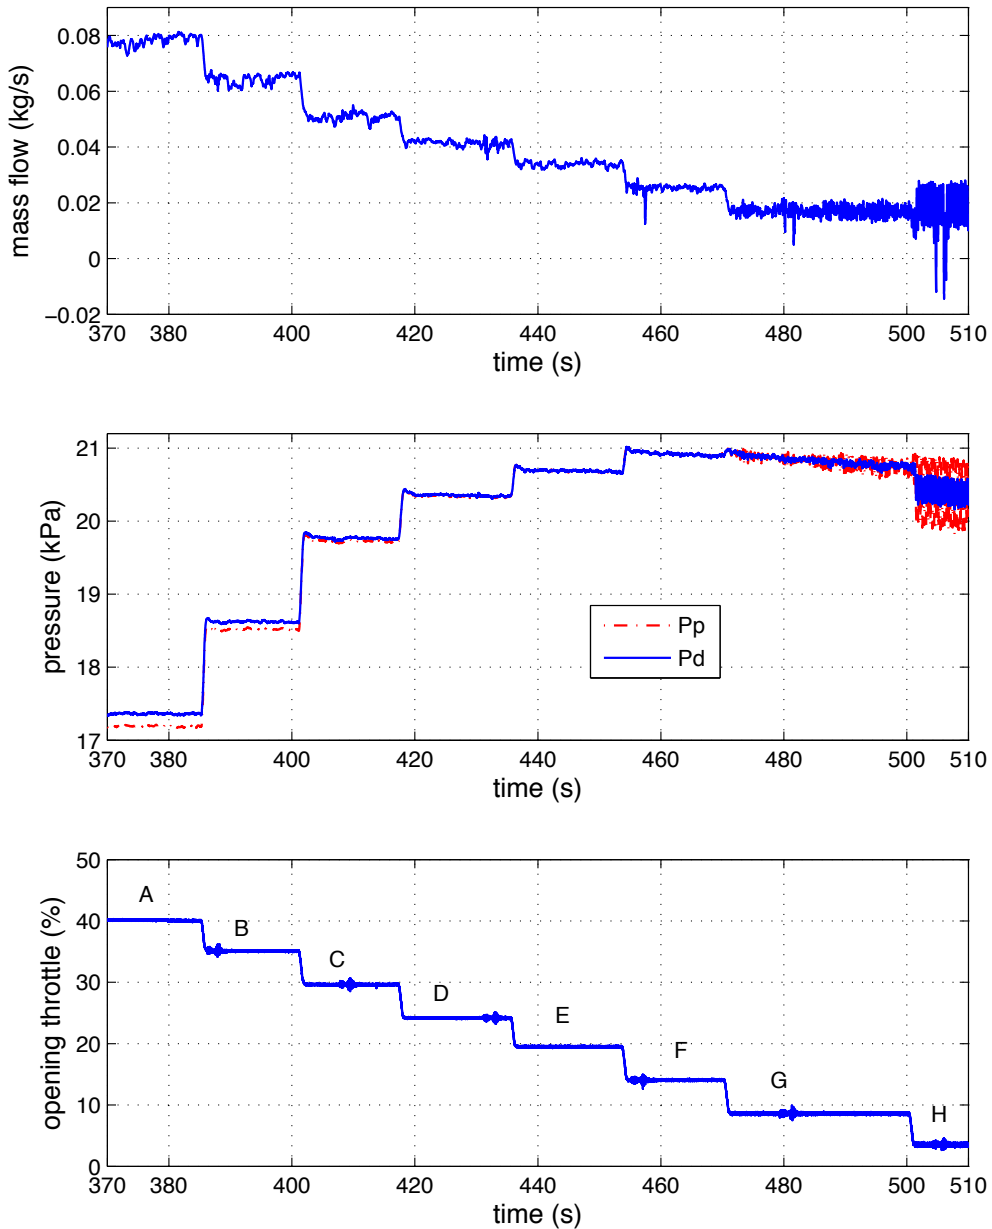 0.08
0.06
0.04
0.02
0
−0.02
mass flow (kg/s)
370 380 400 420 440 460 480 500 510
time (s)
21
20
19
18
17
pressure (kPa)
Pp
Pd
370 380 400 420 440 460 480 500 510
time (s)
50
40
30
20
10
0
opening throttle (%)
A
B
C
D
E
F
G
H
370 380 400 420 440 460 480 500 510
time (s)